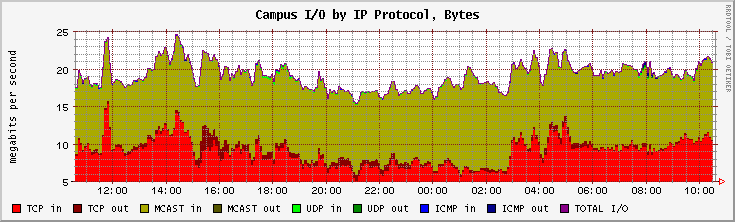 Campus I/O by IP Protocol, Bytes
RRDTOOL / TOBI OETIKER
megabits per second
25
20
15
10
5
12:00 14:00 16:00 18:00 20:00 22:00 00:00 02:00 04:00 06:00 08:00 10:00
TCP in TCP out MCAST in MCAST out UDP in UDP out ICMP in ICMP out TOTAL I/O